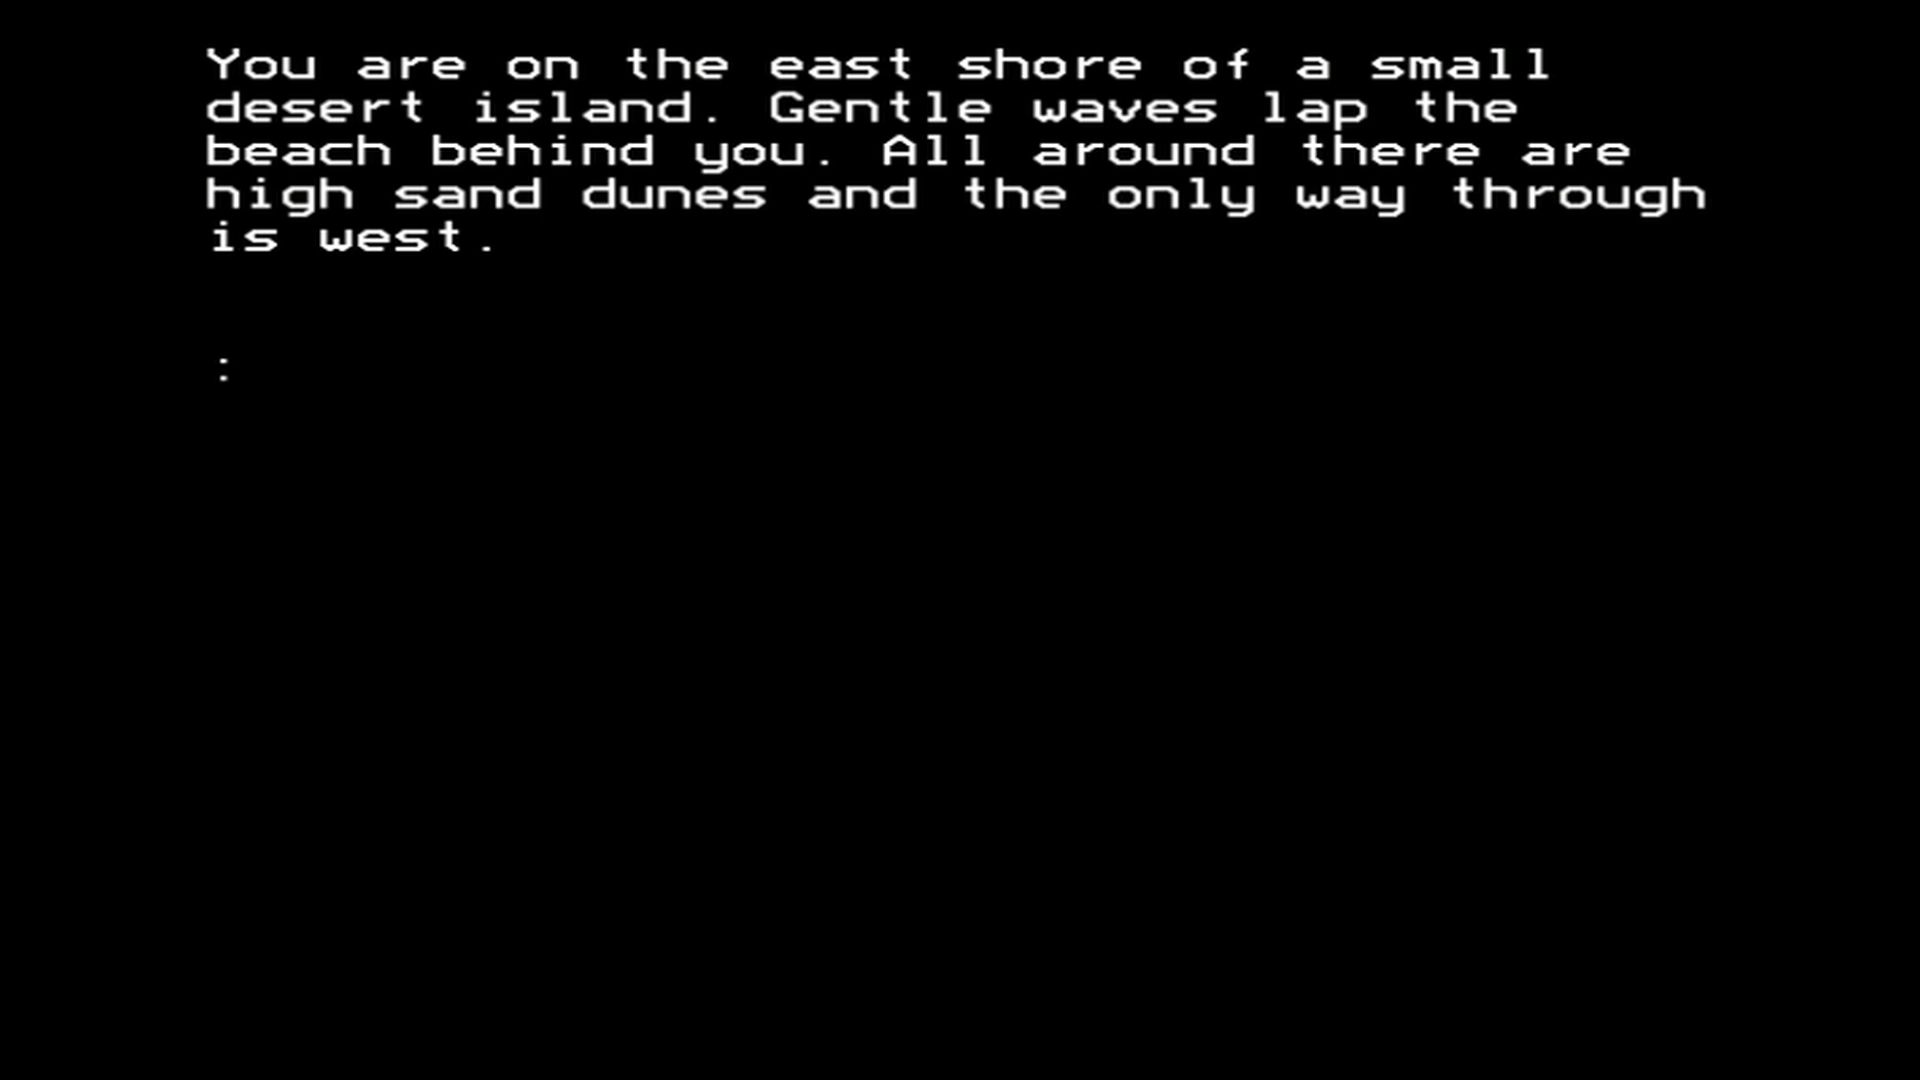 You are on the east shore of a small
desert island. Gentle waves lap the
beach behind you. All around there are
high sand dunes and the only way through
is west.
: